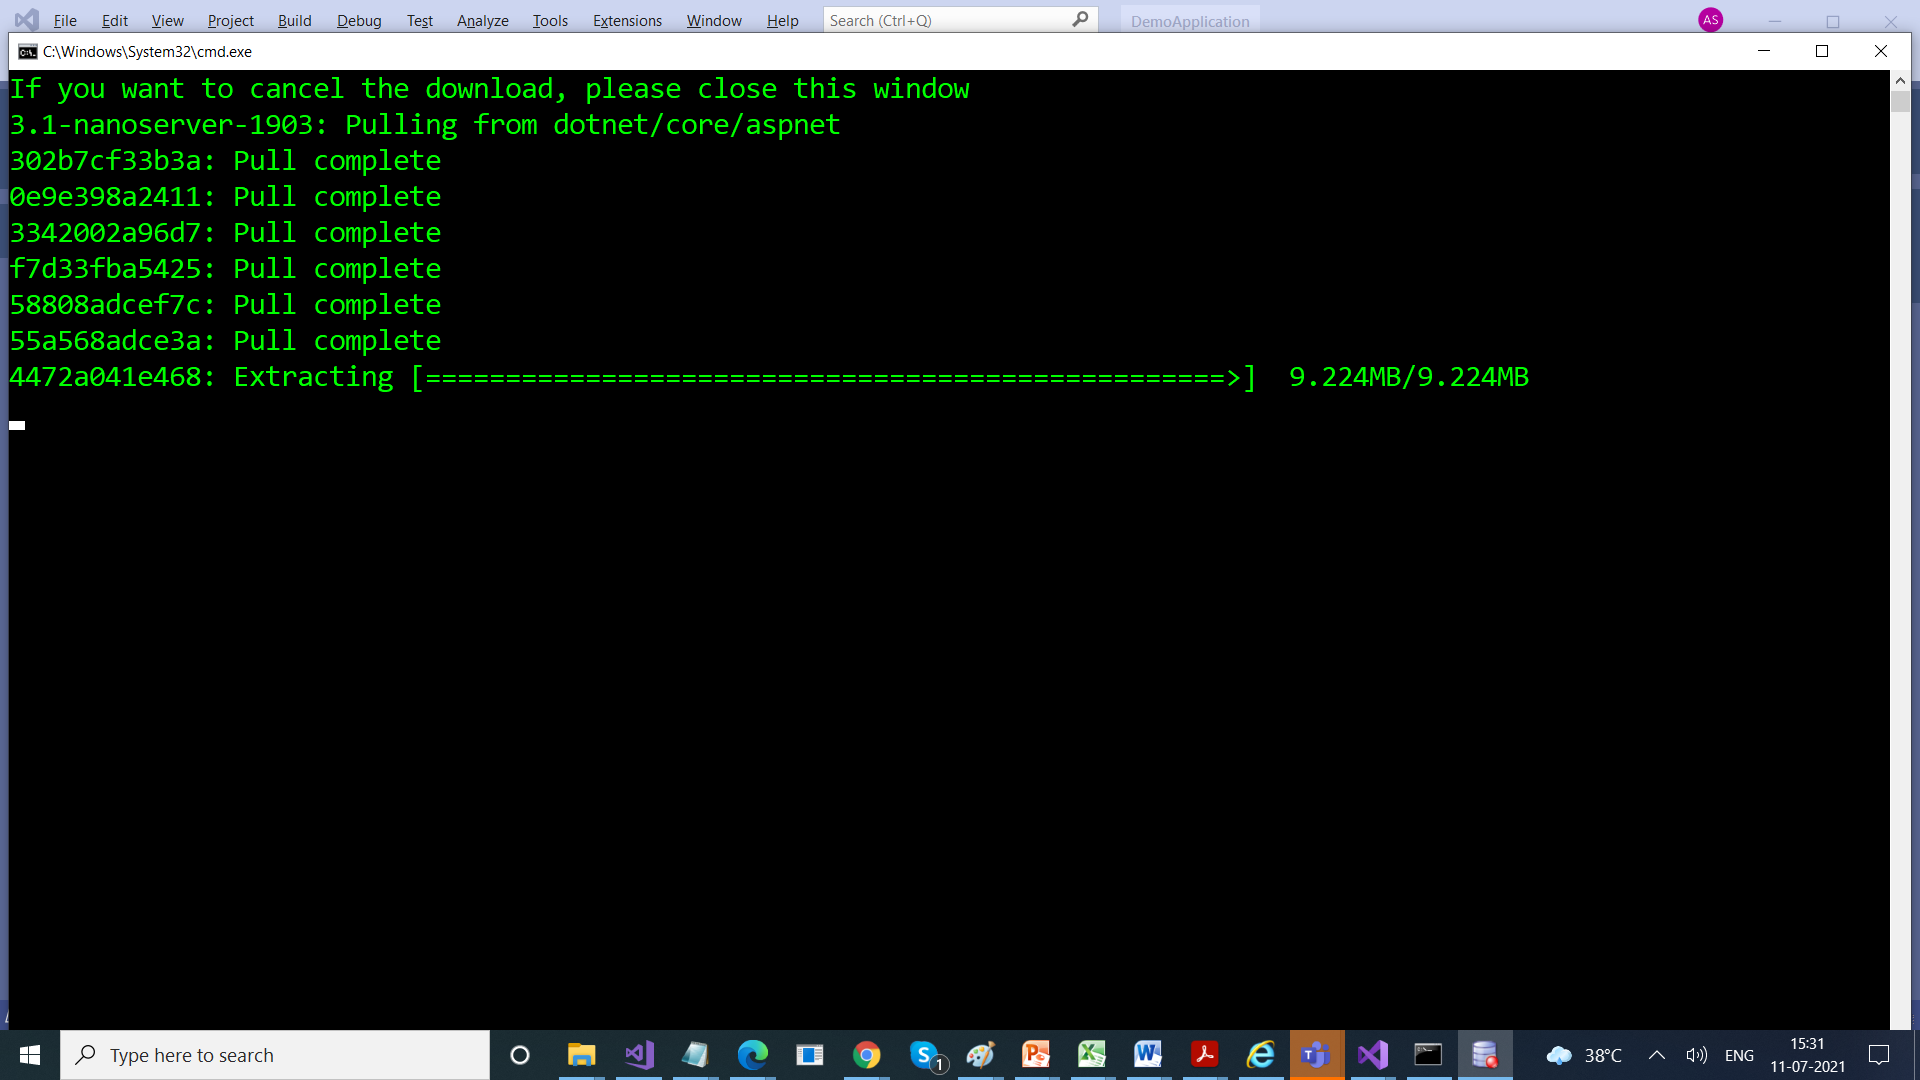 File Edit View Project Build Debug Test Analyze Tools Extensions Window Help Search (Ctrl+Q) DemoApplication AS
C:\Windows\System32\cmd.exe
If you want to cancel the download, please close this window
3.1-nanoserver-1903: Pulling from dotnet/core/aspnet
302b7cf33b3a: Pull complete
0e9e398a2411: Pull complete
3342002a96d7: Pull complete
f7d33fba5425: Pull complete
58808adcef7c: Pull complete
55a568adce3a: Pull complete
4472a041e468: Extracting [==================================================>] 9.224MB/9.224MB
Type here to search
1
38°C
ENG
15:31
11-07-2021